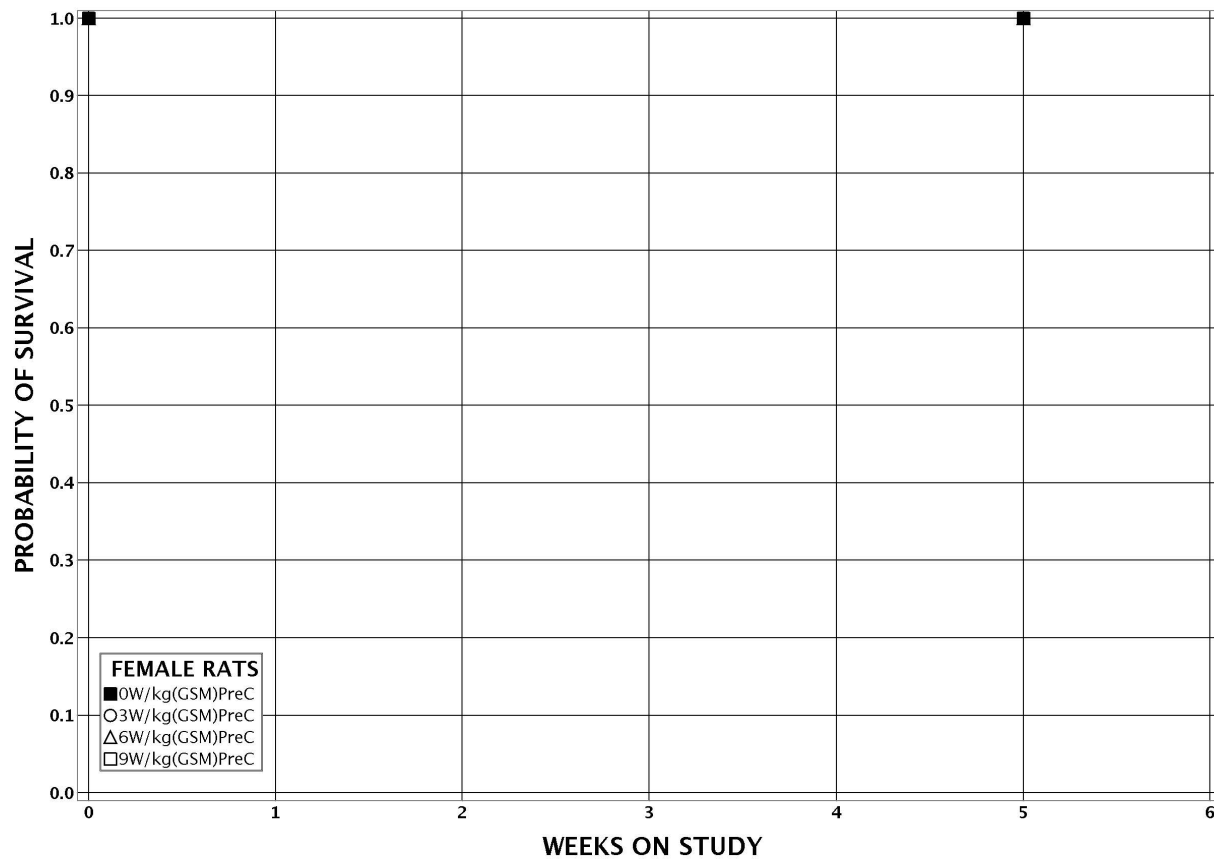 PROBABILITY OF SURVIVAL
1.0
0.9
0.8
0.7
0.6
0.5
0.4
0.3
0.2
0.1
0.0
FEMALE RATS
0W/kg(GSM)PreC
3W/kg(GSM)PreC
6W/kg(GSM)PreC
9W/kg(GSM)PreC
0 1 2 3 4 5 6
WEEKS ON STUDY